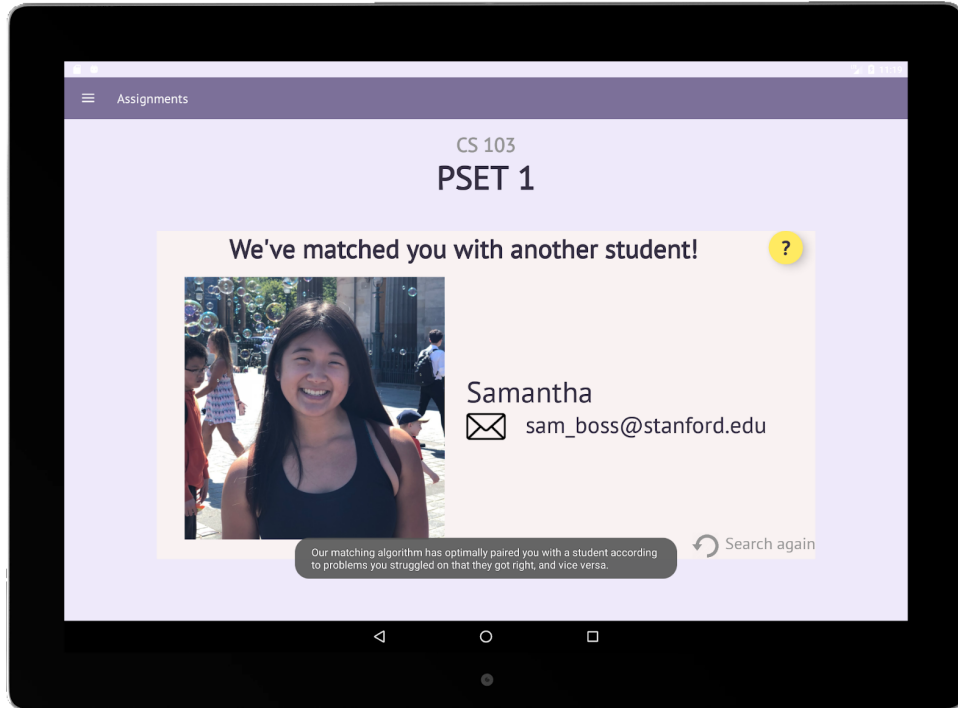 11:19
Assignments
CS 103
PSET 1
We've matched you with another student!
?
Samantha
sam_boss@stanford.edu
Search again
Our matching algorithm has optimally paired you with a student according
to problems you struggled on that they got right, and vice versa.